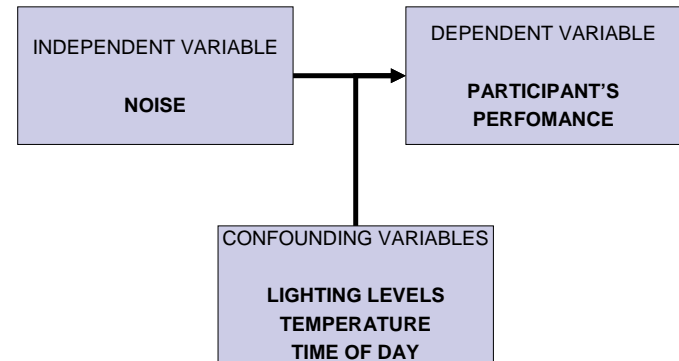 INDEPENDENT VARIABLE
NOISE
DEPENDENT VARIABLE
PARTICIPANT'S
PERFOMANCE
CONFOUNDING VARIABLES
LIGHTING LEVELS
TEMPERATURE
TIME OF DAY